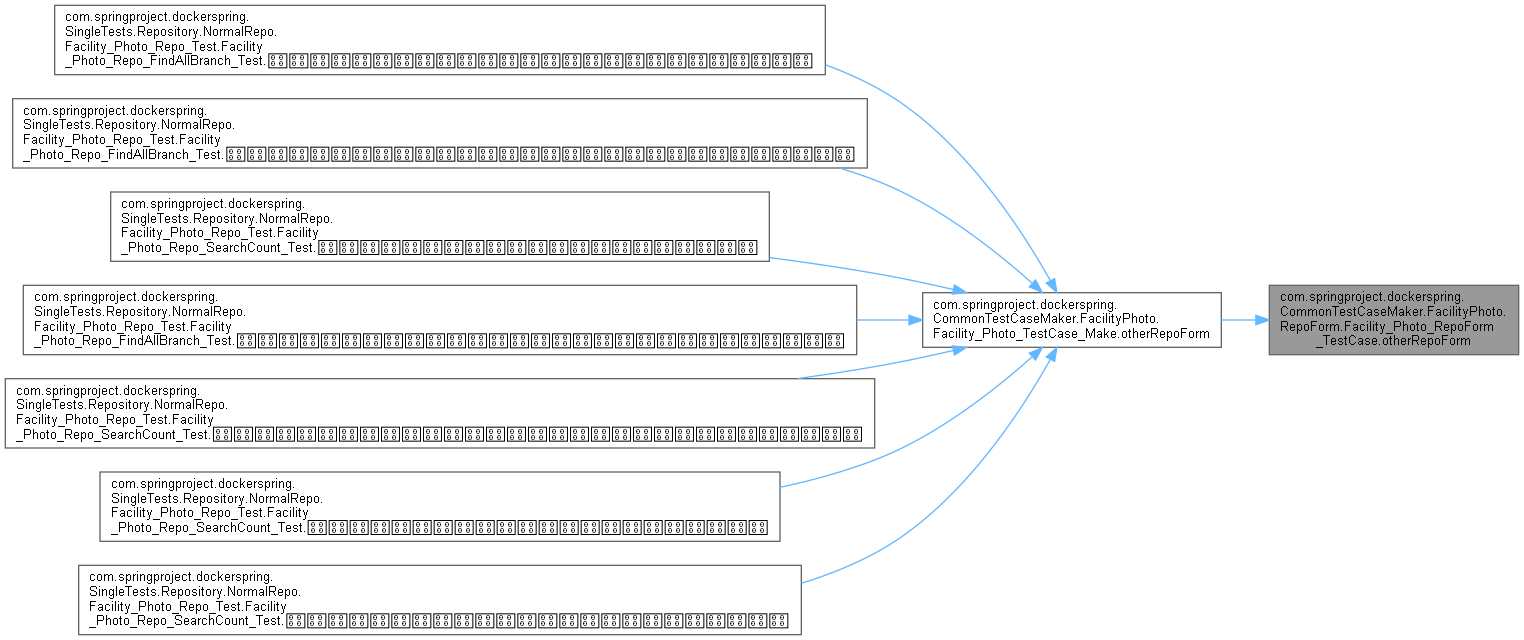 com.springproject.dockerspring.
SingleTests.Repository.NormalRepo.
Facility_Photo_Repo_Test.Facility
_Photo_Repo_FindAllBranch_Test.
com.springproject.dockerspring.
SingleTests.Repository.NormalRepo.
Facility_Photo_Repo_Test.Facility
_Photo_Repo_FindAllBranch_Test.
com.springproject.dockerspring.
SingleTests.Repository.NormalRepo.
Facility_Photo_Repo_Test.Facility
_Photo_Repo_SearchCount_Test.
com.springproject.dockerspring.
SingleTests.Repository.NormalRepo.
Facility_Photo_Repo_Test.Facility
_Photo_Repo_FindAllBranch_Test.
com.springproject.dockerspring.
SingleTests.Repository.NormalRepo.
Facility_Photo_Repo_Test.Facility
_Photo_Repo_SearchCount_Test.
com.springproject.dockerspring.
SingleTests.Repository.NormalRepo.
Facility_Photo_Repo_Test.Facility
_Photo_Repo_SearchCount_Test.
com.springproject.dockerspring.
SingleTests.Repository.NormalRepo.
Facility_Photo_Repo_Test.Facility
_Photo_Repo_SearchCount_Test.
com.springproject.dockerspring.
CommonTestCaseMaker.FacilityPhoto.
Facility_Photo_TestCase_Make.otherRepoForm
com.springproject.dockerspring.
CommonTestCaseMaker.FacilityPhoto.
RepoForm.Facility_Photo_RepoForm
_TestCase.otherRepoForm